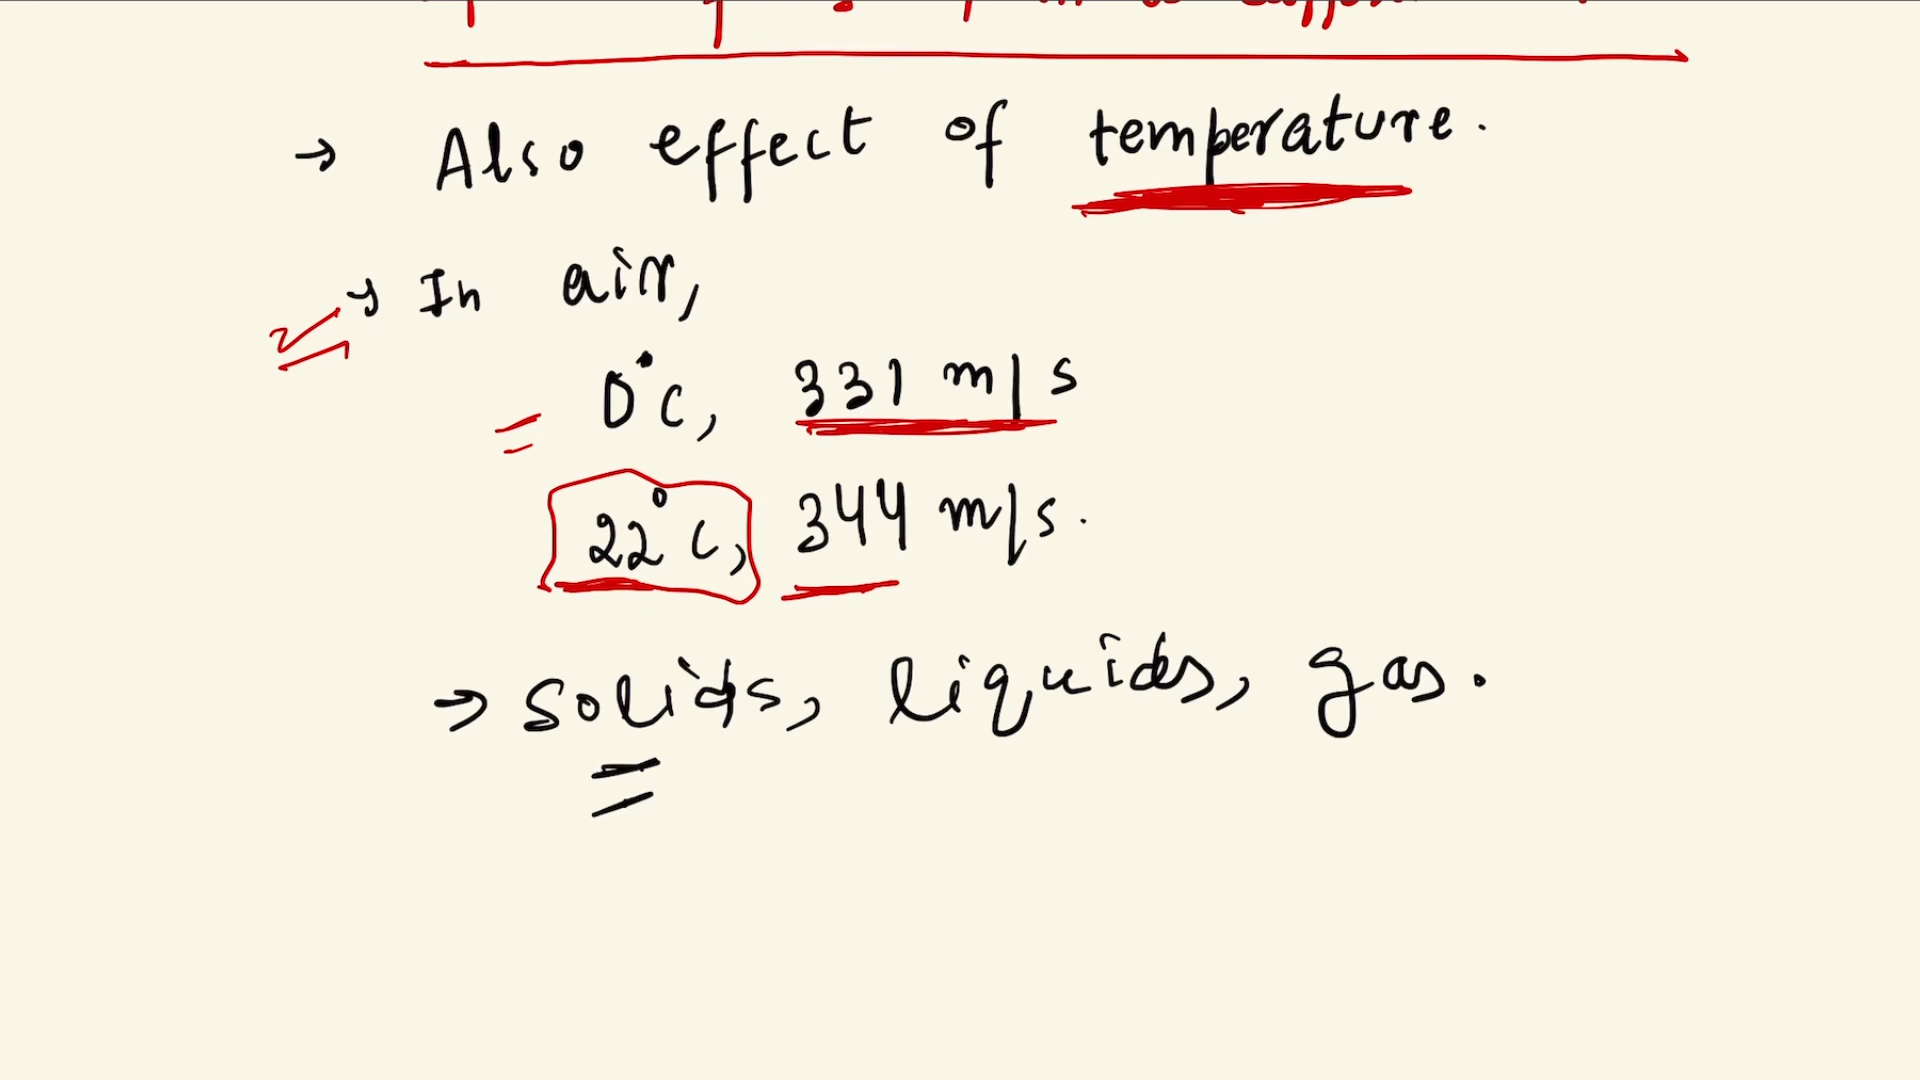 → Also effect of temperature.
→ In air,
0°C, 331 m/s
22°C, 344 m/s.
→ solids, liquids, gas.